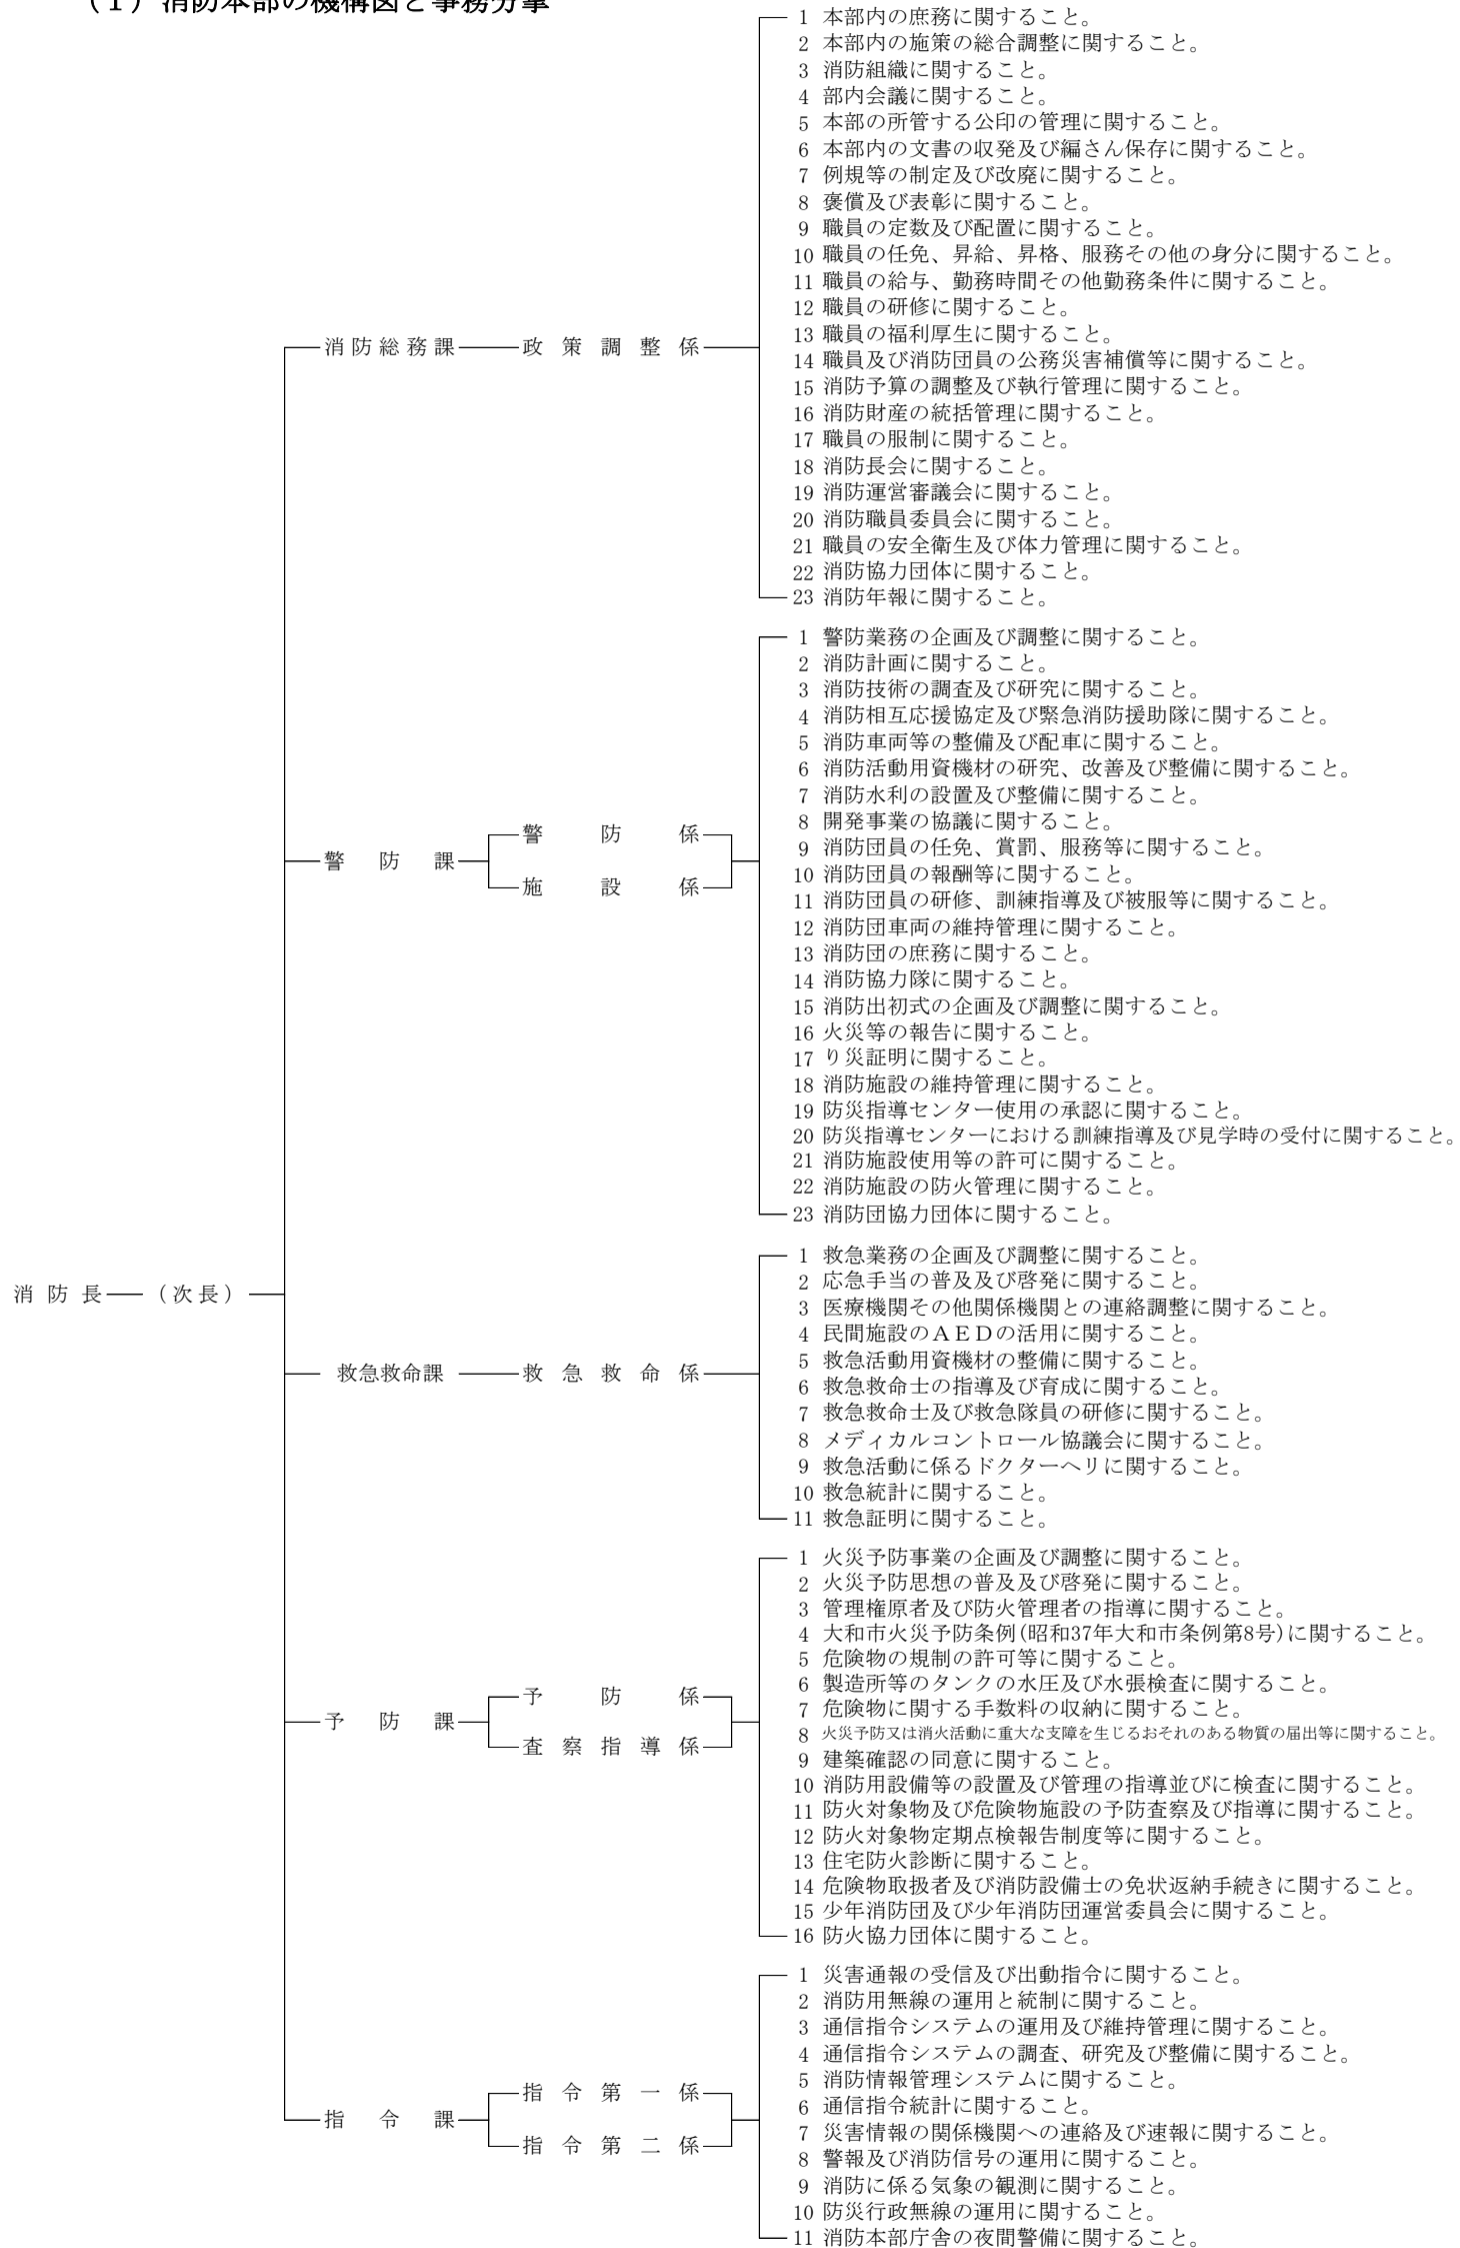 （１）消防本部の機構図と事務分掌
1 本部内の庶務に関すること。
2 本部内の施策の総合調整に関すること。
3 消防組織に関すること。
4 部内会議に関すること。
5 本部の所管する公印の管理に関すること。
6 本部内の文書の収発及び編さん保存に関すること。
7 例規等の制定及び改廃に関すること。
8 褒償及び表彰に関すること。
9 職員の定数及び配置に関すること。
10 職員の任免、昇給、昇格、服務その他の身分に関すること。
11 職員の給与、勤務時間その他勤務条件に関すること。
12 職員の研修に関すること。
13 職員の福利厚生に関すること。
消防総務課 政策調整係
14 職員及び消防団員の公務災害補償等に関すること。
15 消防予算の調整及び執行管理に関すること。
16 消防財産の統括管理に関すること。
17 職員の服制に関すること。
18 消防長会に関すること。
19 消防運営審議会に関すること。
20 消防職員委員会に関すること。
21 職員の安全衛生及び体力管理に関すること。
22 消防協力団体に関すること。
23 消防年報に関すること。
1 警防業務の企画及び調整に関すること。
2 消防計画に関すること。
3 消防技術の調査及び研究に関すること。
4 消防相互応援協定及び緊急消防援助隊に関すること。
5 消防車両等の整備及び配車に関すること。
6 消防活動用資機材の研究、改善及び整備に関すること。
7 消防水利の設置及び整備に関すること。
8 開発事業の協議に関すること。
警防係
9 消防団員の任免、賞罰、服務等に関すること。
警防課
10 消防団員の報酬等に関すること。
施設係
11 消防団員の研修、訓練指導及び被服等に関すること。
12 消防団車両の維持管理に関すること。
13 消防団の庶務に関すること。
14 消防協力隊に関すること。
15 消防出初式の企画及び調整に関すること。
16 火災等の報告に関すること。
17 り災証明に関すること。
18 消防施設の維持管理に関すること。
19 防災指導センター使用の承認に関すること。
20 防災指導センターにおける訓練指導及び見学時の受付に関すること。
21 消防施設使用等の許可に関すること。
22 消防施設の防火管理に関すること。
23 消防団協力団体に関すること。
1 救急業務の企画及び調整に関すること。
2 応急手当の普及及び啓発に関すること。
消防長 （次長）
3 医療機関その他関係機関との連絡調整に関すること。
4 民間施設のＡＥＤの活用に関すること。
5 救急活動用資機材の整備に関すること。
救急救命課 救急救命係
6 救急救命士の指導及び育成に関すること。
7 救急救命士及び救急隊員の研修に関すること。
8 メディカルコントロール協議会に関すること。
9 救急活動に係るドクターヘリに関すること。
10 救急統計に関すること。
11 救急証明に関すること。
1 火災予防事業の企画及び調整に関すること。
2 火災予防思想の普及及び啓発に関すること。
3 管理権原者及び防火管理者の指導に関すること。
4 大和市火災予防条例(昭和37年大和市条例第8号)に関すること。
5 危険物の規制の許可等に関すること。
6 製造所等のタンクの水圧及び水張検査に関すること。
予防係
7 危険物に関する手数料の収納に関すること。
予防課
8 火災予防又は消火活動に重大な支障を生じるおそれのある物質の届出等に関すること。
査察指導係
9 建築確認の同意に関すること。
10 消防用設備等の設置及び管理の指導並びに検査に関すること。
11 防火対象物及び危険物施設の予防査察及び指導に関すること。
12 防火対象物定期点検報告制度等に関すること。
13 住宅防火診断に関すること。
14 危険物取扱者及び消防設備士の免状返納手続きに関すること。
15 少年消防団及び少年消防団運営委員会に関すること。
16 防火協力団体に関すること。
1 災害通報の受信及び出動指令に関すること。
2 消防用無線の運用と統制に関すること。
3 通信指令システムの運用及び維持管理に関すること。
4 通信指令システムの調査、研究及び整備に関すること。
5 消防情報管理システムに関すること。
指令第一係
6 通信指令統計に関すること。
指令課
7 災害情報の関係機関への連絡及び速報に関すること。
指令第二係
8 警報及び消防信号の運用に関すること。
9 消防に係る気象の観測に関すること。
10 防災行政無線の運用に関すること。
11 消防本部庁舎の夜間警備に関すること。